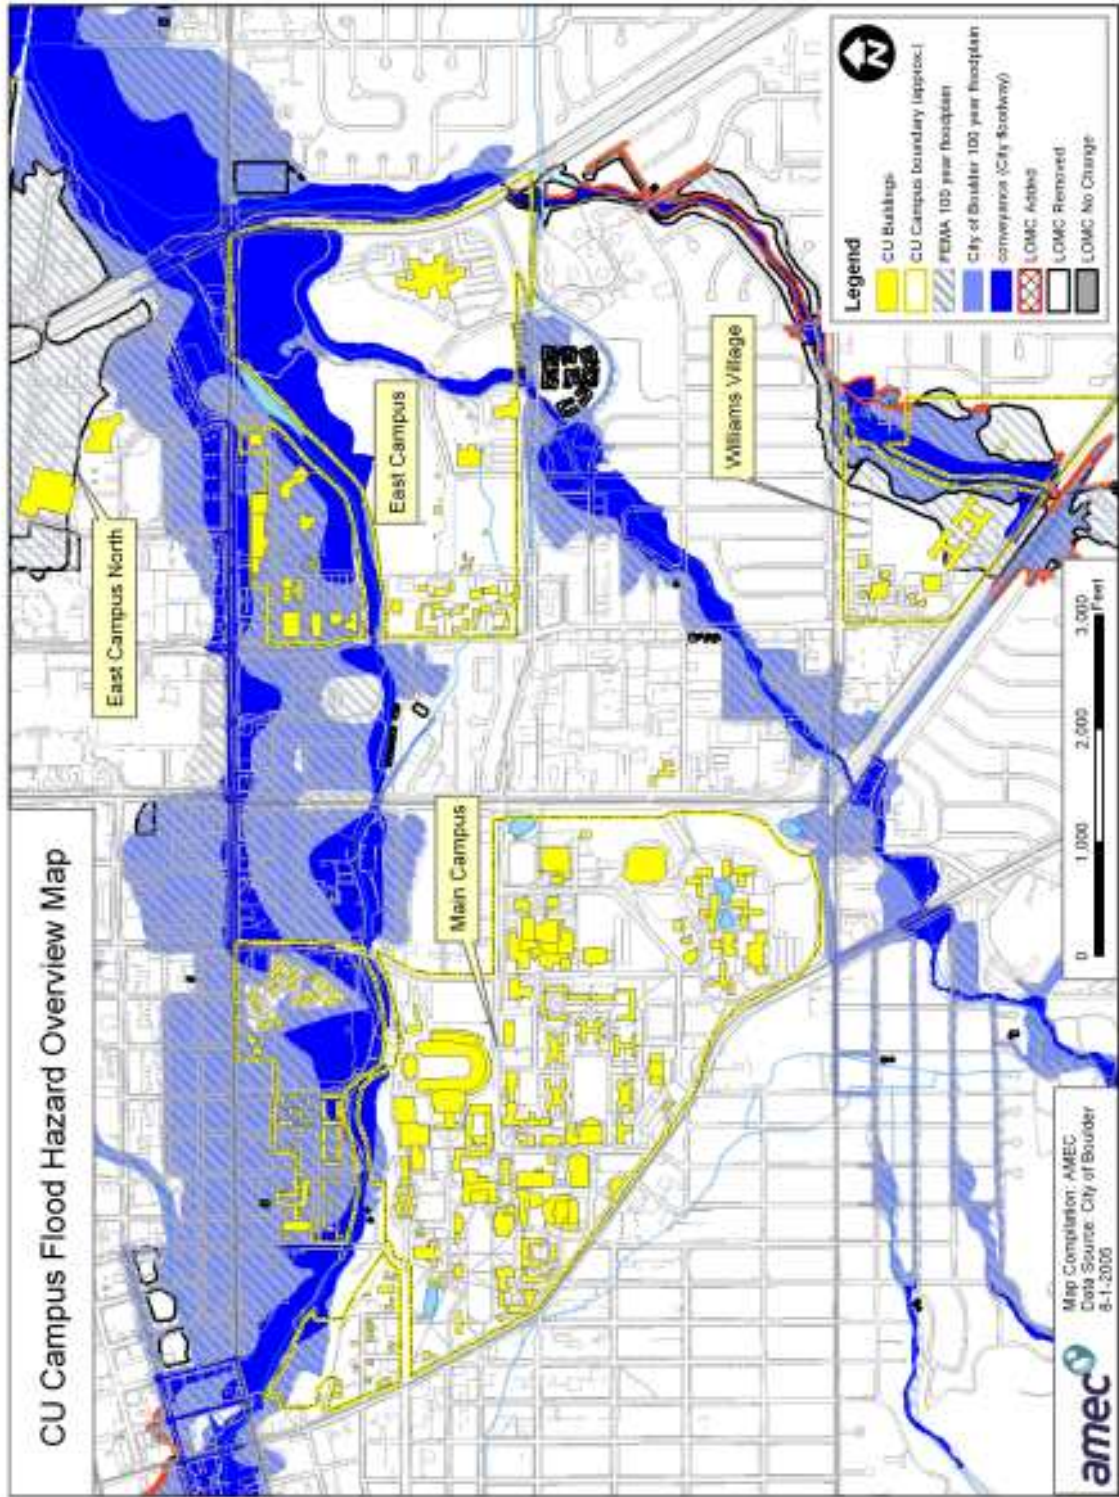 CU Campus Flood Hazard Overview Map
East Campus North
East Campus
Main Campus
Williams Village
N
Legend
CU Buildings
CU Campus boundary (approx.)
FEMA 100 year floodplain
City of Boulder 100 year floodplain
conveyance (City floodway)
LOMC Added
LOMC Removed
LOMC No Change
0 1,000 2,000 3,000
Feet
amec
Map Compilation: AMEC
Data Source: City of Boulder